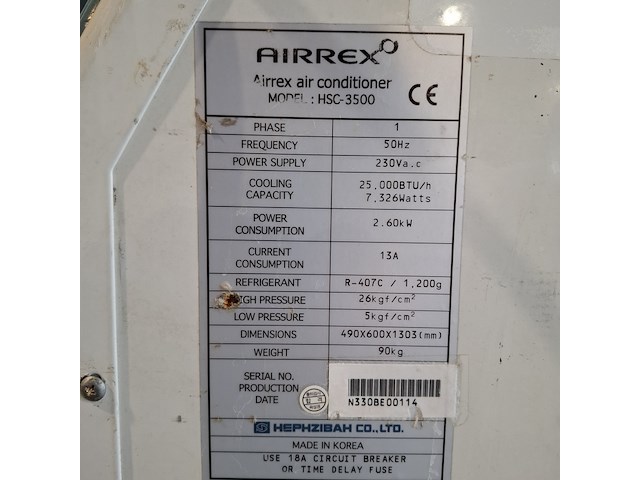 AIRREX
Airrex air conditioner
MODEL : HSC-3500
CE
PHASE 1
FREQUENCY 50Hz
POWER SUPPLY 230Va.c
COOLING CAPACITY 25,000BTU/h 7,326Watts
POWER CONSUMPTION 2.60kW
CURRENT CONSUMPTION 13A
REFRIGERANT R-407C / 1,200g
HIGH PRESSURE 26kgf/cm²
LOW PRESSURE 5kgf/cm²
DIMENSIONS 490X600X1303(mm)
WEIGHT 90kg
SERIAL NO.
PRODUCTION
DATE
N330BE00114
HEPHZIBAH CO.,LTD.
MADE IN KOREA
USE 18A CIRCUIT BREAKER
OR TIME DELAY FUSE